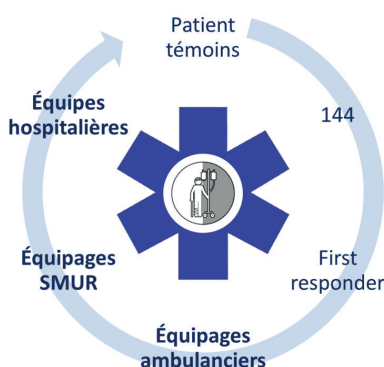 Patient
témoins
144
First
responder
Équipages
ambulanciers
Équipages
SMUR
Équipes
hospitalières